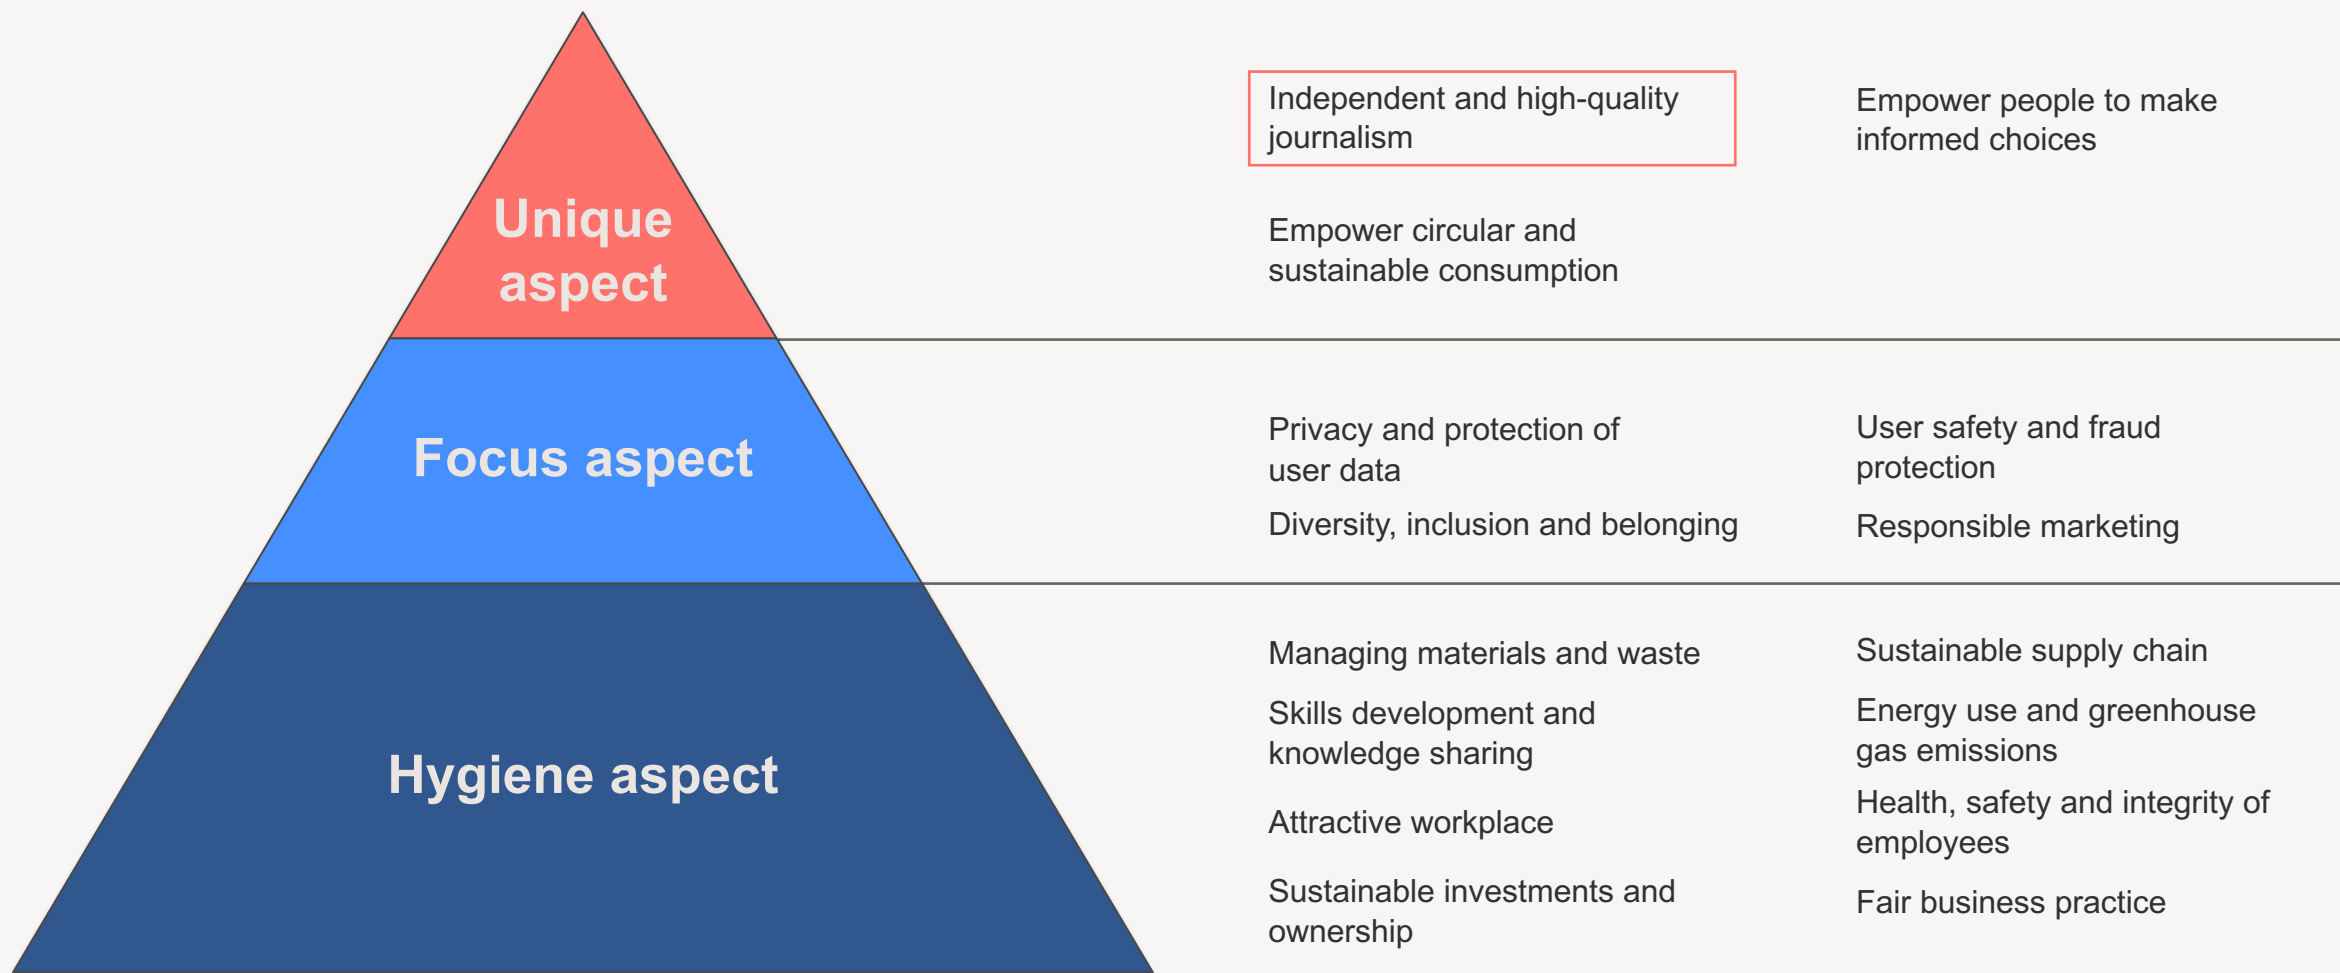 Unique
aspect
Independent and high-quality
journalism
Empower people to make
informed choices
Empower circular and
sustainable consumption
Focus aspect
Privacy and protection of
user data
User safety and fraud
protection
Diversity, inclusion and belonging
Responsible marketing
Hygiene aspect
Managing materials and waste
Sustainable supply chain
Skills development and
knowledge sharing
Energy use and greenhouse
gas emissions
Attractive workplace
Health, safety and integrity of
employees
Sustainable investments and
ownership
Fair business practice